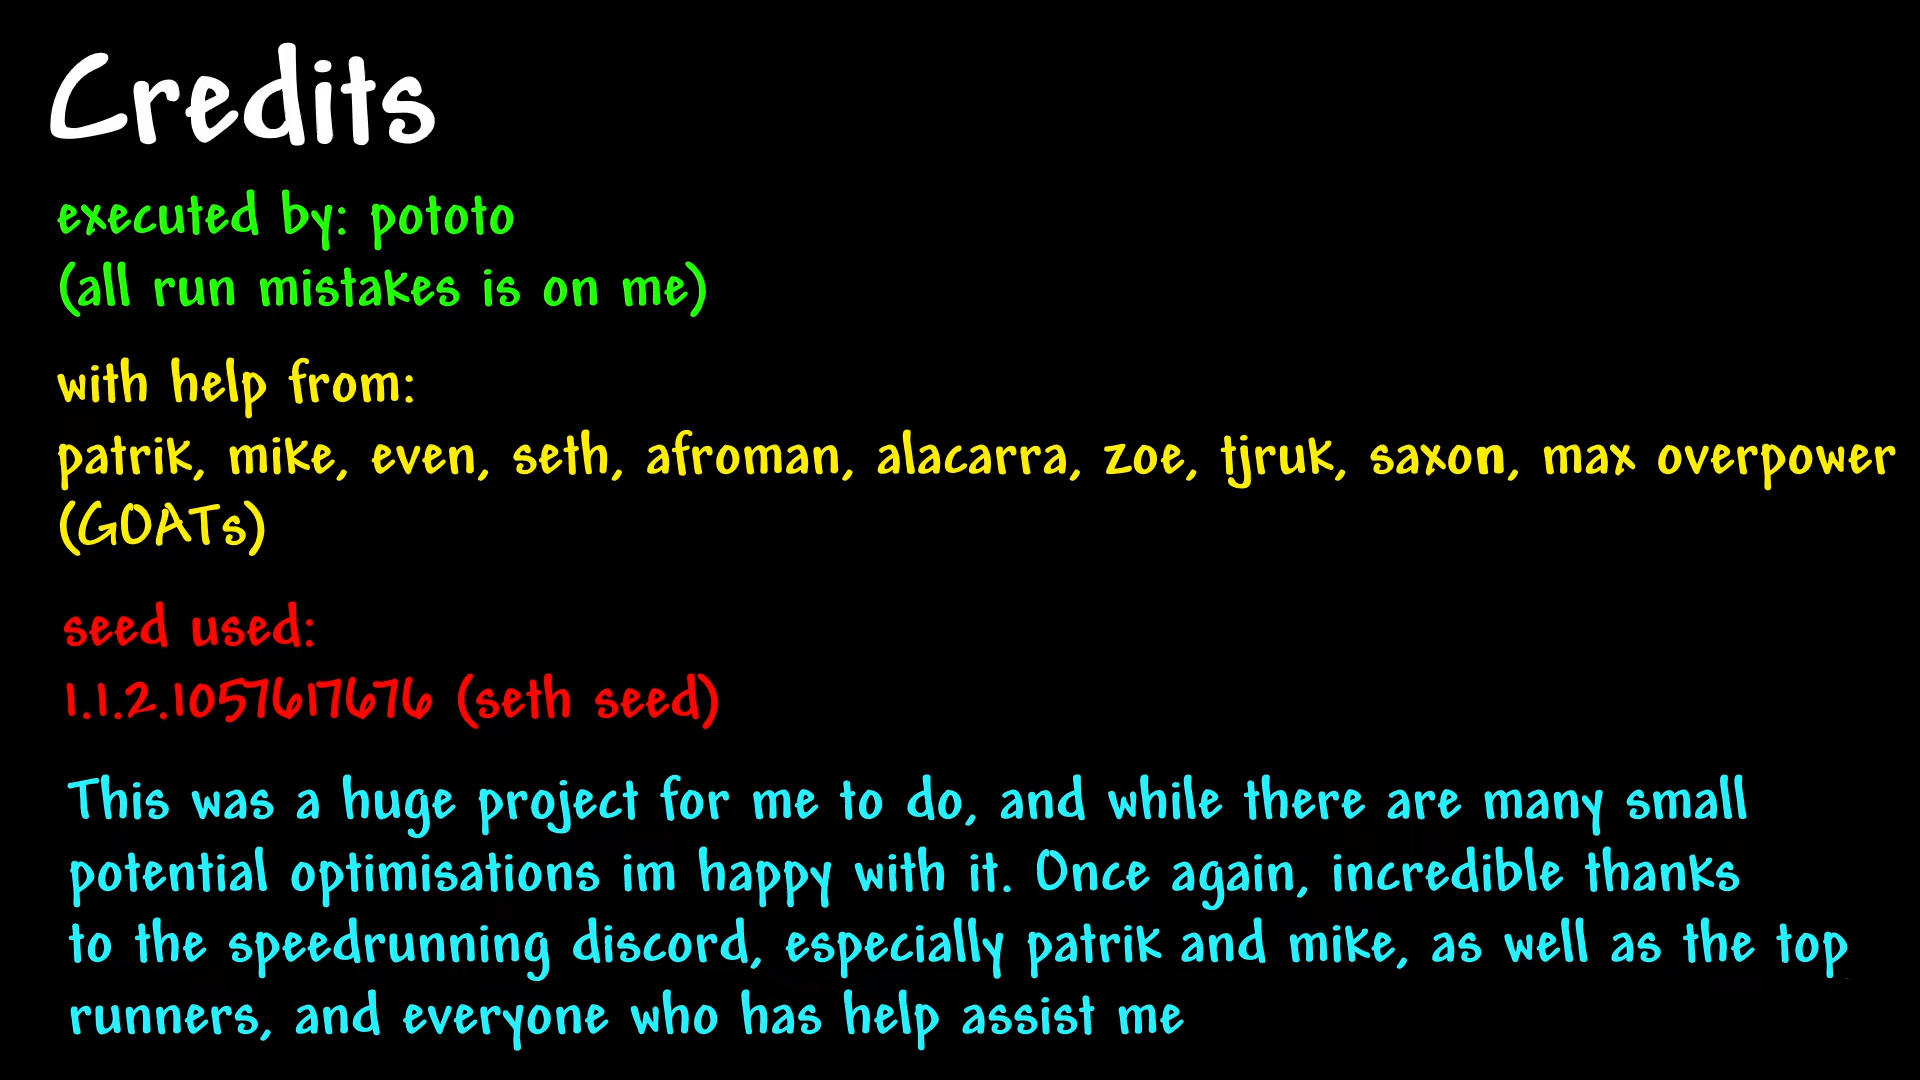 Credits
executed by: pototo
(all run mistakes is on me)
with help from:
patrik, mike, even, seth, afroman, alacarra, zoe, tjruk, saxon, max overpower
(GOATs)
seed used:
1.1.2.1057617676 (seth seed)
This was a huge project for me to do, and while there are many small
potential optimisations im happy with it. Once again, incredible thanks
to the speedrunning discord, especially patrik and mike, as well as the top
runners, and everyone who has help assist me